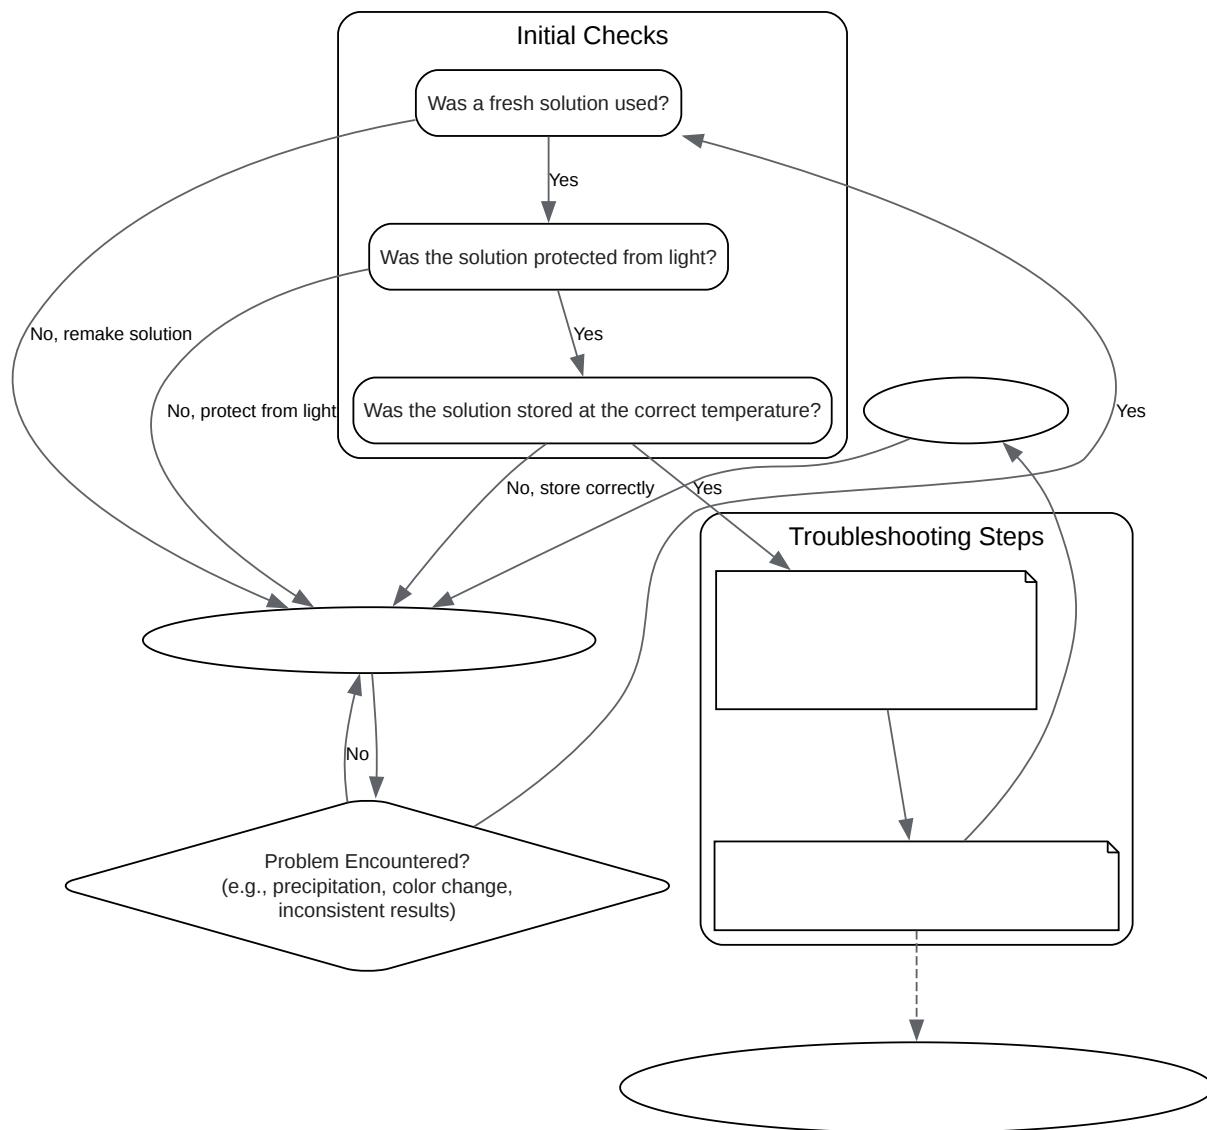 Initial Checks
Was a fresh solution used?
Yes
Was the solution protected from light?
No, remake solution
Yes
No, protect from light
Was the solution stored at the correct temperature?
Yes
No, store correctly
Yes
Troubleshooting Steps
No
Problem Encountered?
(e.g., precipitation, color change,
inconsistent results)